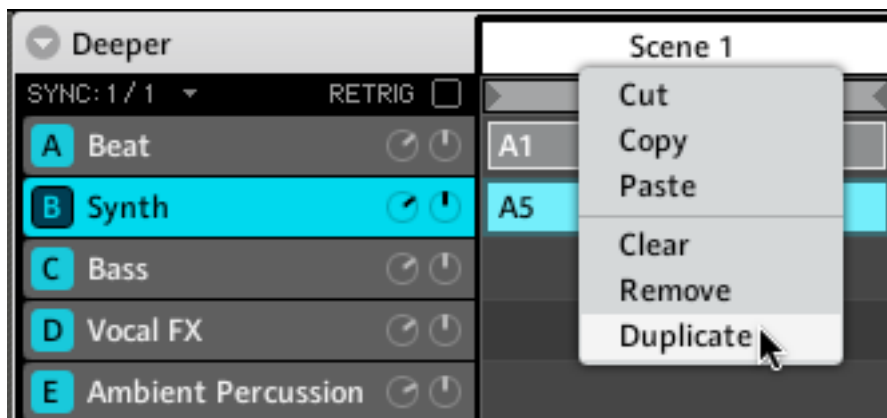 Deeper
Scene 1
SYNC: 1 / 1 RETRIG
A Beat
A1
B Synth
A5
C Bass
D Vocal FX
E Ambient Percussion
Cut
Copy
Paste
Clear
Remove
Duplicate